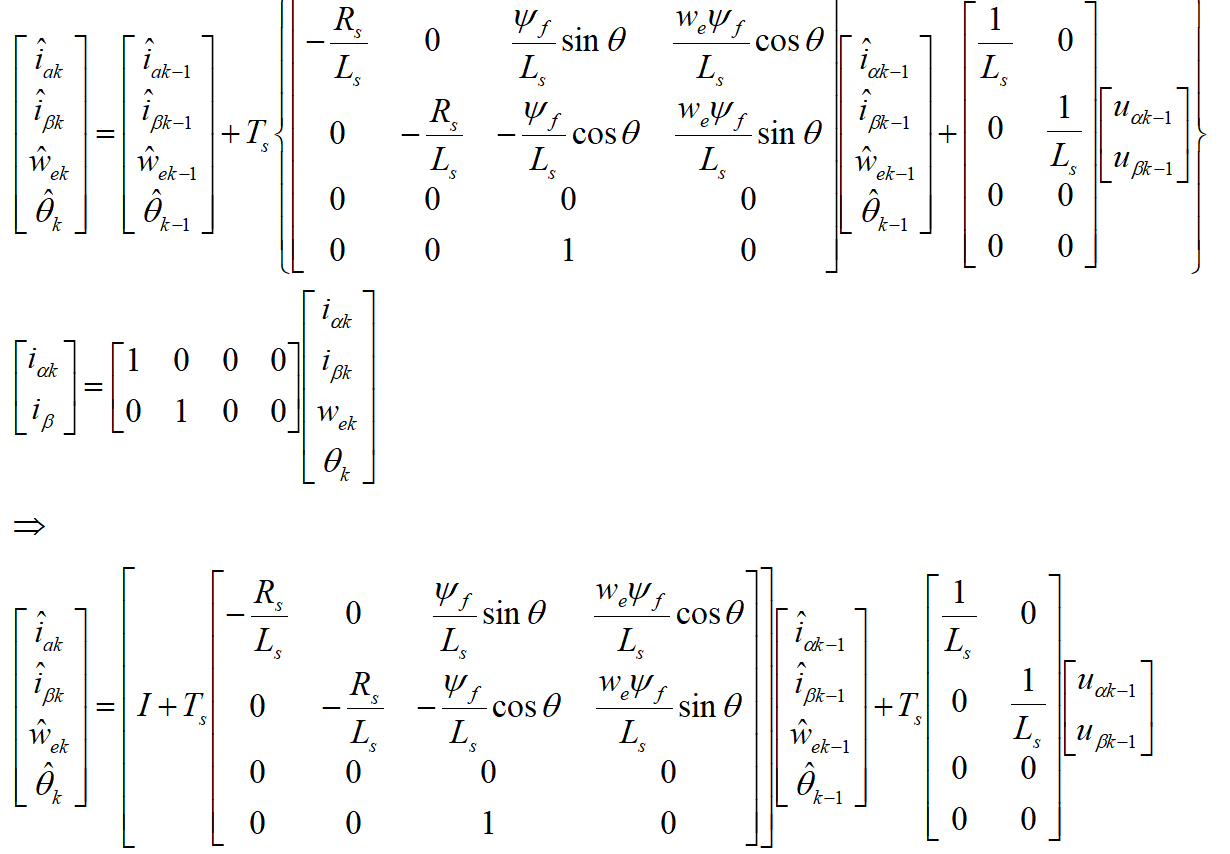 \begin{bmatrix} \hat{i}_{ak} \\ \hat{i}_{\beta k} \\ \hat{w}_{ek} \\ \hat{\theta}_{k} \end{bmatrix} = \begin{bmatrix} \hat{i}_{ak-1} \\ \hat{i}_{\beta k-1} \\ \hat{w}_{ek-1} \\ \hat{\theta}_{k-1} \end{bmatrix} + T_s \left\{ \begin{bmatrix} -\frac{R_s}{L_s} & 0 & \frac{\psi_f}{L_s}\sin\theta & \frac{w_e\psi_f}{L_s}\cos\theta \\ 0 & -\frac{R_s}{L_s} & -\frac{\psi_f}{L_s}\cos\theta & \frac{w_e\psi_f}{L_s}\sin\theta \\ 0 & 0 & 0 & 0 \\ 0 & 0 & 1 & 0 \end{bmatrix} \begin{bmatrix} \hat{i}_{\alpha k-1} \\ \hat{i}_{\beta k-1} \\ \hat{w}_{ek-1} \\ \hat{\theta}_{k-1} \end{bmatrix} + \begin{bmatrix} \frac{1}{L_s} & 0 \\ 0 & \frac{1}{L_s} \\ 0 & 0 \\ 0 & 0 \end{bmatrix} \begin{bmatrix} u_{\alpha k-1} \\ u_{\beta k-1} \end{bmatrix} \right\}
\begin{bmatrix} i_{\alpha k} \\ i_{\beta} \end{bmatrix} = \begin{bmatrix} 1 & 0 & 0 & 0 \\ 0 & 1 & 0 & 0 \end{bmatrix} \begin{bmatrix} i_{\alpha k} \\ i_{\beta k} \\ w_{ek} \\ \theta_{k} \end{bmatrix}
\Rightarrow
\begin{bmatrix} \hat{i}_{ak} \\ \hat{i}_{\beta k} \\ \hat{w}_{ek} \\ \hat{\theta}_{k} \end{bmatrix} = \left[ I + T_s \begin{bmatrix} -\frac{R_s}{L_s} & 0 & \frac{\psi_f}{L_s}\sin\theta & \frac{w_e\psi_f}{L_s}\cos\theta \\ 0 & -\frac{R_s}{L_s} & -\frac{\psi_f}{L_s}\cos\theta & \frac{w_e\psi_f}{L_s}\sin\theta \\ 0 & 0 & 0 & 0 \\ 0 & 0 & 1 & 0 \end{bmatrix} \right] \begin{bmatrix} \hat{i}_{\alpha k-1} \\ \hat{i}_{\beta k-1} \\ \hat{w}_{ek-1} \\ \hat{\theta}_{k-1} \end{bmatrix} + T_s \begin{bmatrix} \frac{1}{L_s} & 0 \\ 0 & \frac{1}{L_s} \\ 0 & 0 \\ 0 & 0 \end{bmatrix} \begin{bmatrix} u_{\alpha k-1} \\ u_{\beta k-1} \end{bmatrix}